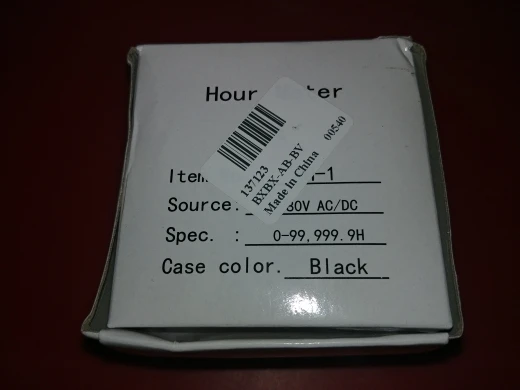 Hour ter
137123
BXBX-AB-BV
Made In China
00540
Item -1
Source. 80V AC/DC
Spec. : 0-99,999.9H
Case color. Black